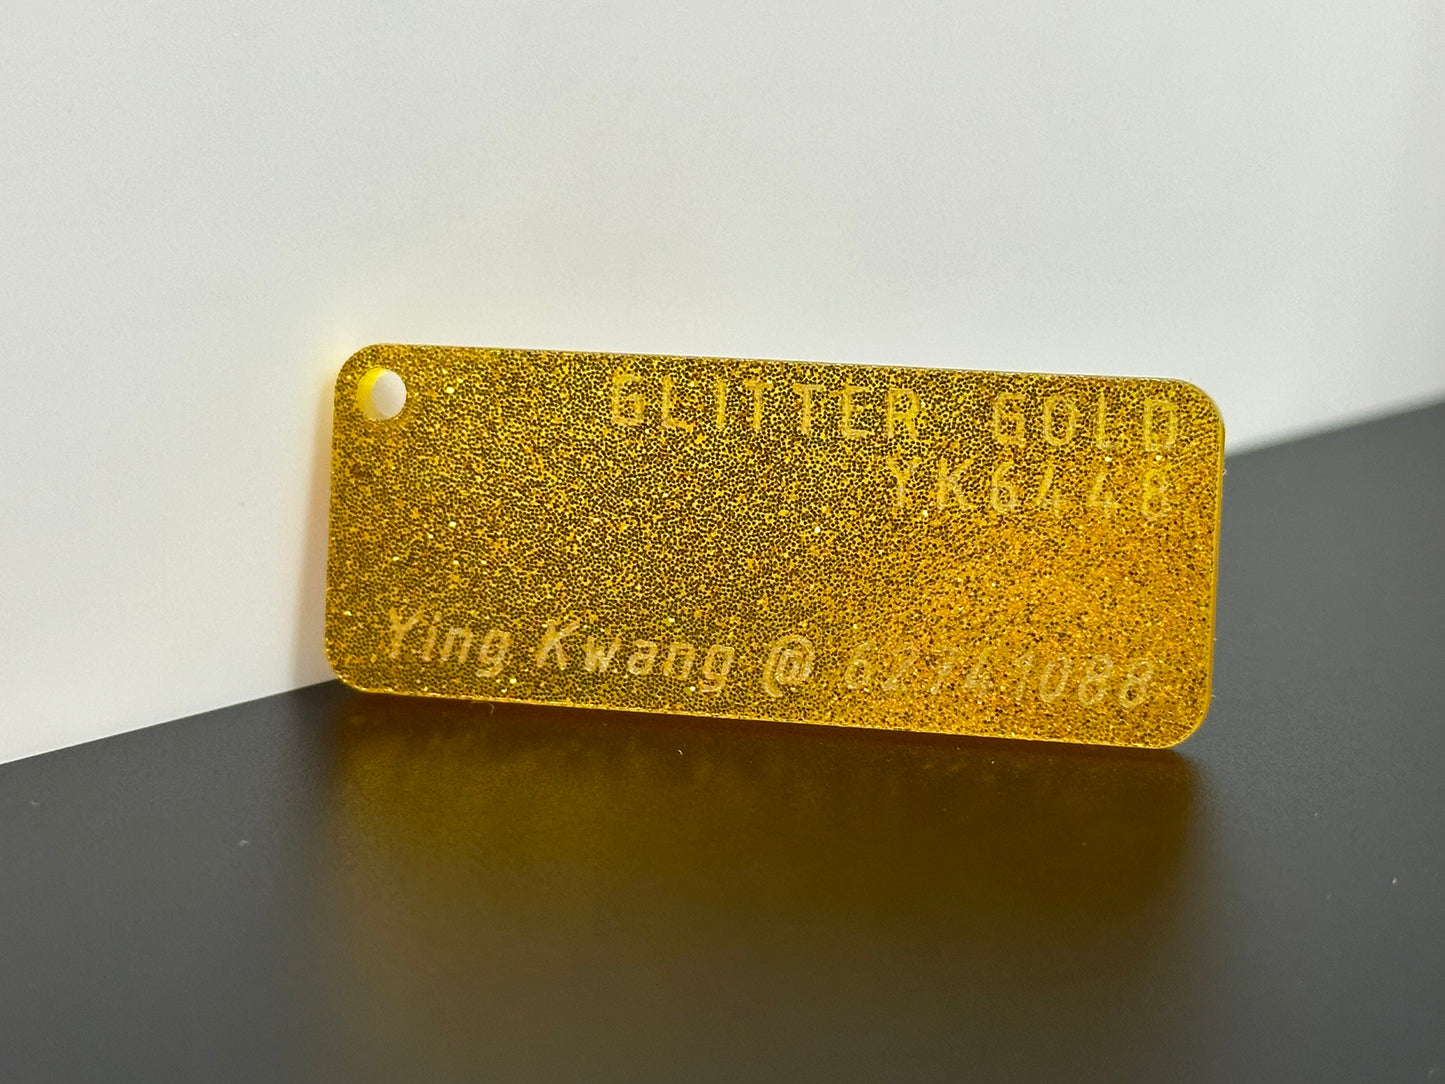 GLITTER GOLD
YK6448
Ying Kwang @ 62741088